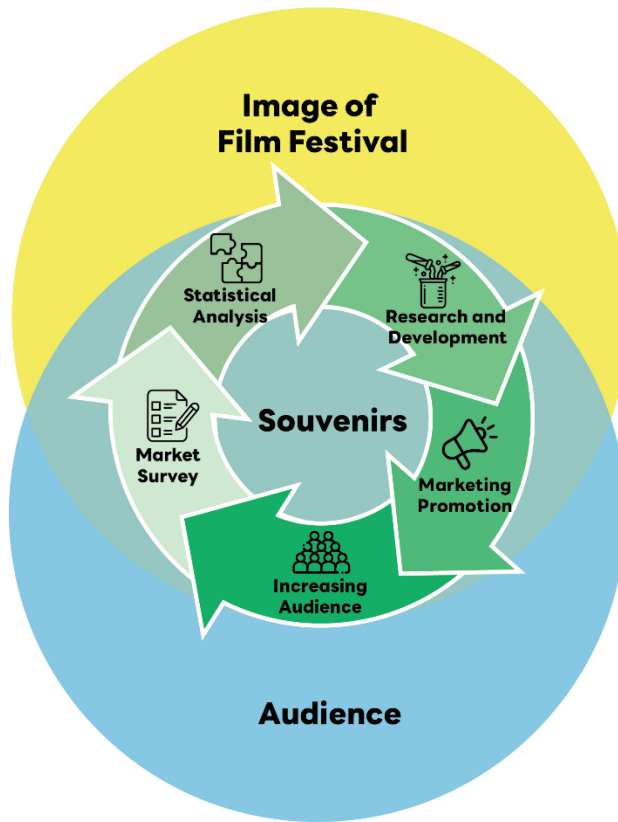 Image of
Film Festival
Statistical
Analysis
Research and
Development
Souvenirs
Market
Survey
Marketing
Promotion
Increasing
Audience
Audience